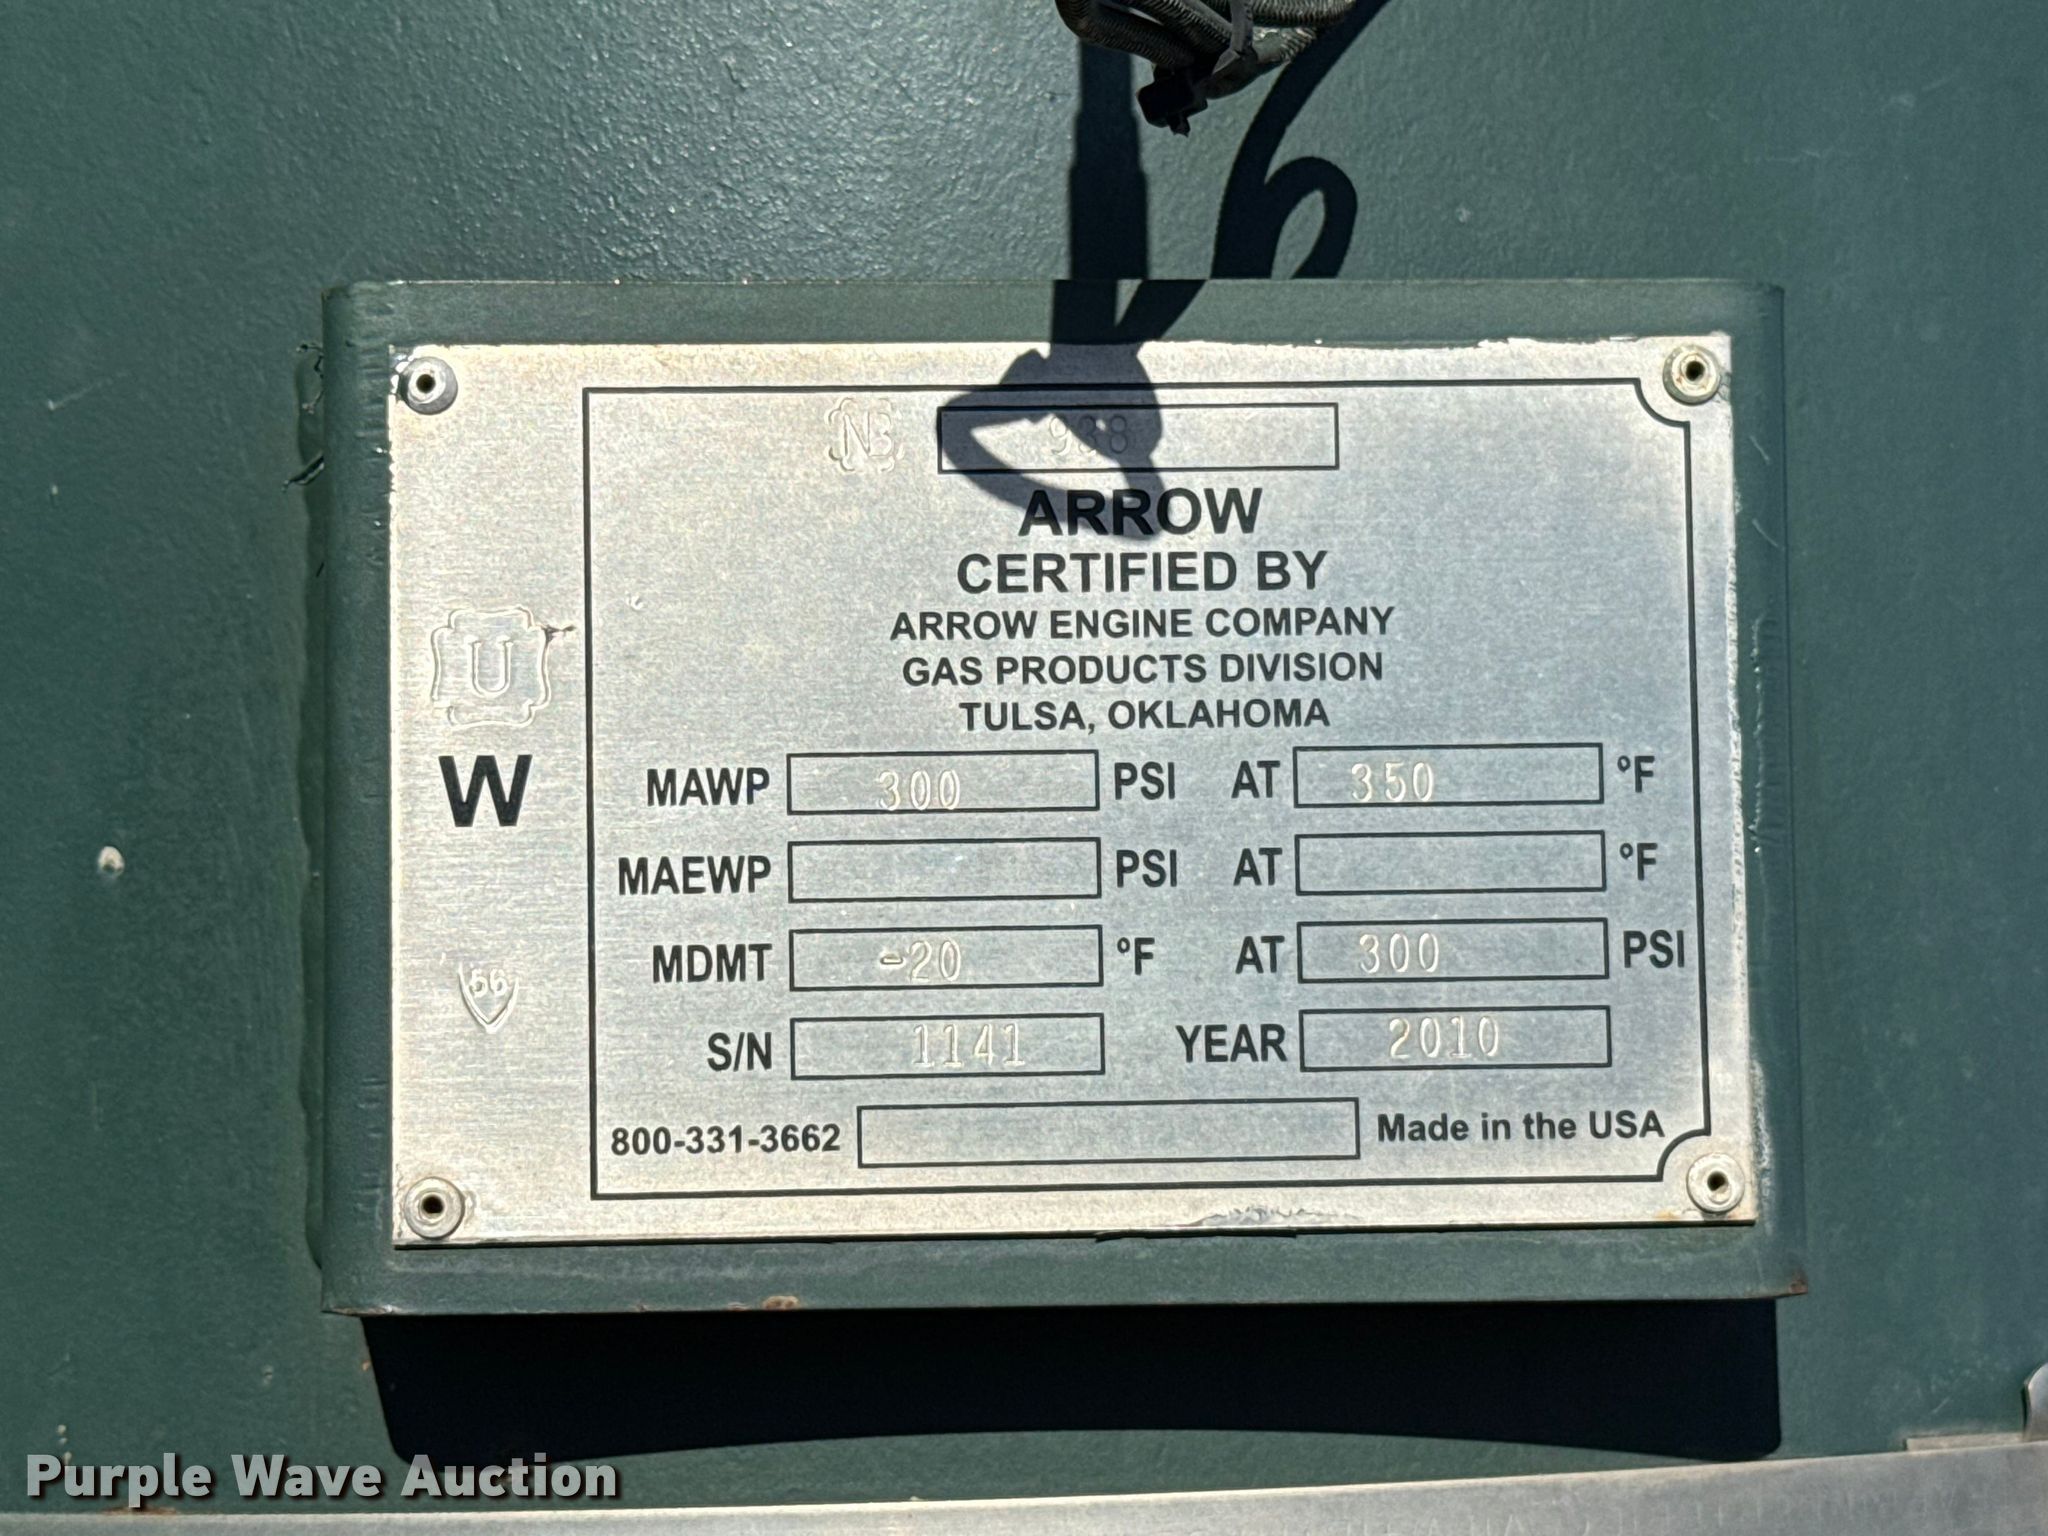 NB 938
ARROW
CERTIFIED BY
ARROW ENGINE COMPANY
GAS PRODUCTS DIVISION
TULSA, OKLAHOMA
U
W
56
MAWP 300 PSI AT 350 °F
MAEWP PSI AT °F
MDMT -20 °F AT 300 PSI
S/N 1141 YEAR 2010
800-331-3662 Made in the USA
Purple Wave Auction